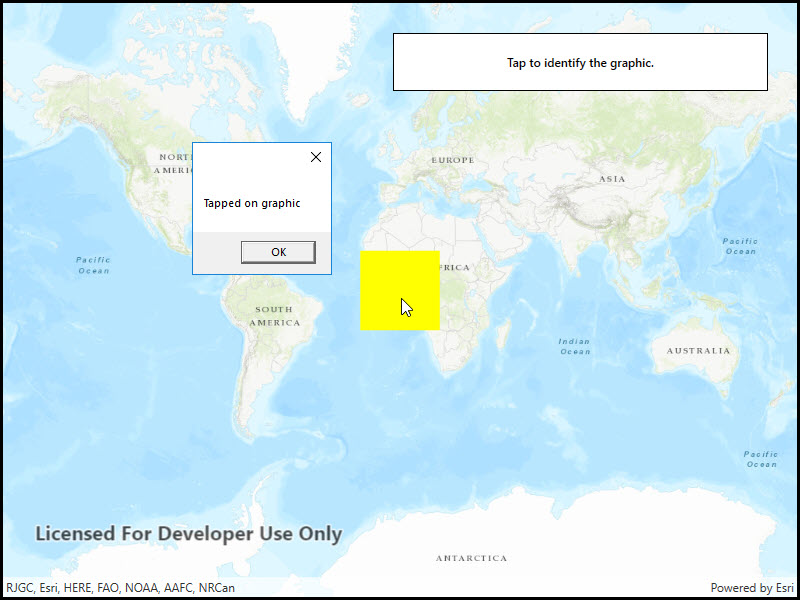 Tap to identify the graphic.
NORTH
AMERIC
EUROPE
ASIA
Tapped on graphic
OK
FRICA
Pacific
Ocean
Pacific
Ocean
SOUTH
AMERICA
Indian
Ocean
AUSTRALIA
Pacific
Ocean
Licensed For Developer Use Only
ANTARCTICA
RJGC, Esri, HERE, FAO, NOAA, AAFC, NRCan
Powered by Esri